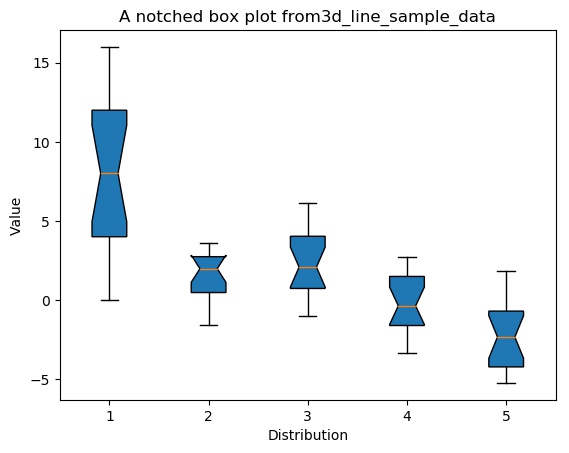 A notched box plot from3d_line_sample_data
Value
15
10
5
0
−5
1 2 3 4 5
Distribution